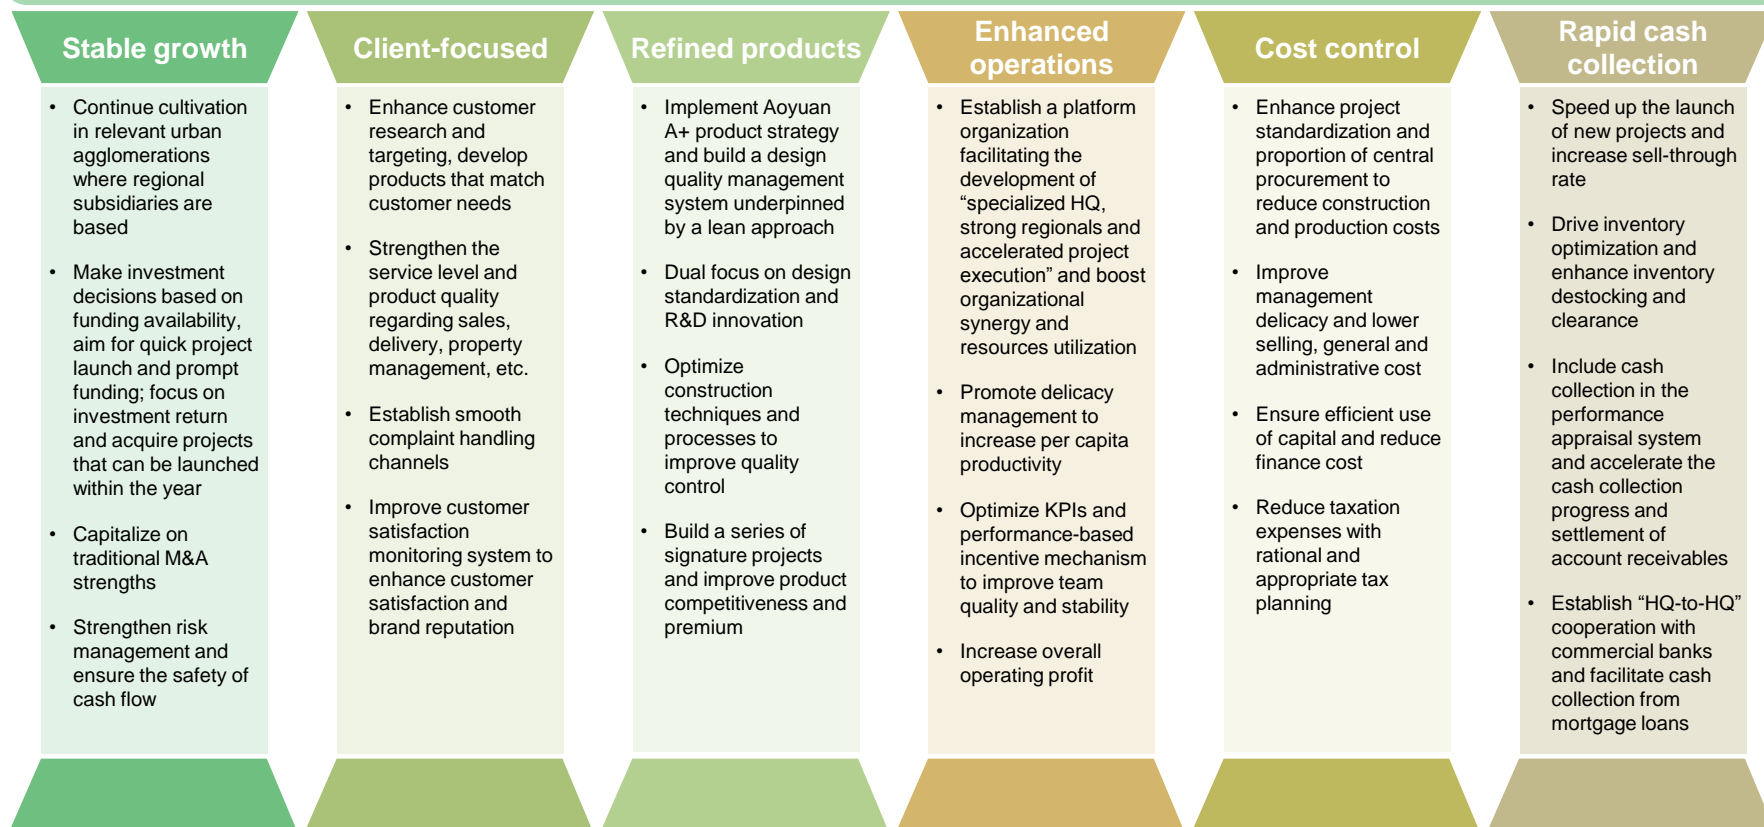 Stable growth
• Continue cultivation
in relevant urban
agglomerations
where regional
subsidiaries are
based
• Make investment
decisions based on
funding availability,
aim for quick project
launch and prompt
funding; focus on
investment return
and acquire projects
that can be launched
within the year
• Capitalize on
traditional M&A
strengths
• Strengthen risk
management and
ensure the safety of
cash flow
Client-focused
• Enhance customer
research and
targeting, develop
products that match
customer needs
• Strengthen the
service level and
product quality
regarding sales,
delivery, property
management, etc.
• Establish smooth
complaint handling
channels
• Improve customer
satisfaction
monitoring system to
enhance customer
satisfaction and
brand reputation
Refined products
• Implement Aoyuan
A+ product strategy
and build a design
quality management
system underpinned
by a lean approach
• Dual focus on design
standardization and
R&D innovation
• Optimize
construction
techniques and
processes to
improve quality
control
• Build a series of
signature projects
and improve product
competitiveness and
premium
Enhanced
operations
• Establish a platform
organization
facilitating the
development of
“specialized HQ,
strong regionals and
accelerated project
execution” and boost
organizational
synergy and
resources utilization
• Promote delicacy
management to
increase per capita
productivity
• Optimize KPIs and
performance-based
incentive mechanism
to improve team
quality and stability
• Increase overall
operating profit
Cost control
• Enhance project
standardization and
proportion of central
procurement to
reduce construction
and production costs
• Improve
management
delicacy and lower
selling, general and
administrative cost
• Ensure efficient use
of capital and reduce
finance cost
• Reduce taxation
expenses with
rational and
appropriate tax
planning
Rapid cash
collection
• Speed up the launch
of new projects and
increase sell-through
rate
• Drive inventory
optimization and
enhance inventory
destocking and
clearance
• Include cash
collection in the
performance
appraisal system
and accelerate the
cash collection
progress and
settlement of
account receivables
• Establish “HQ-to-HQ”
cooperation with
commercial banks
and facilitate cash
collection from
mortgage loans